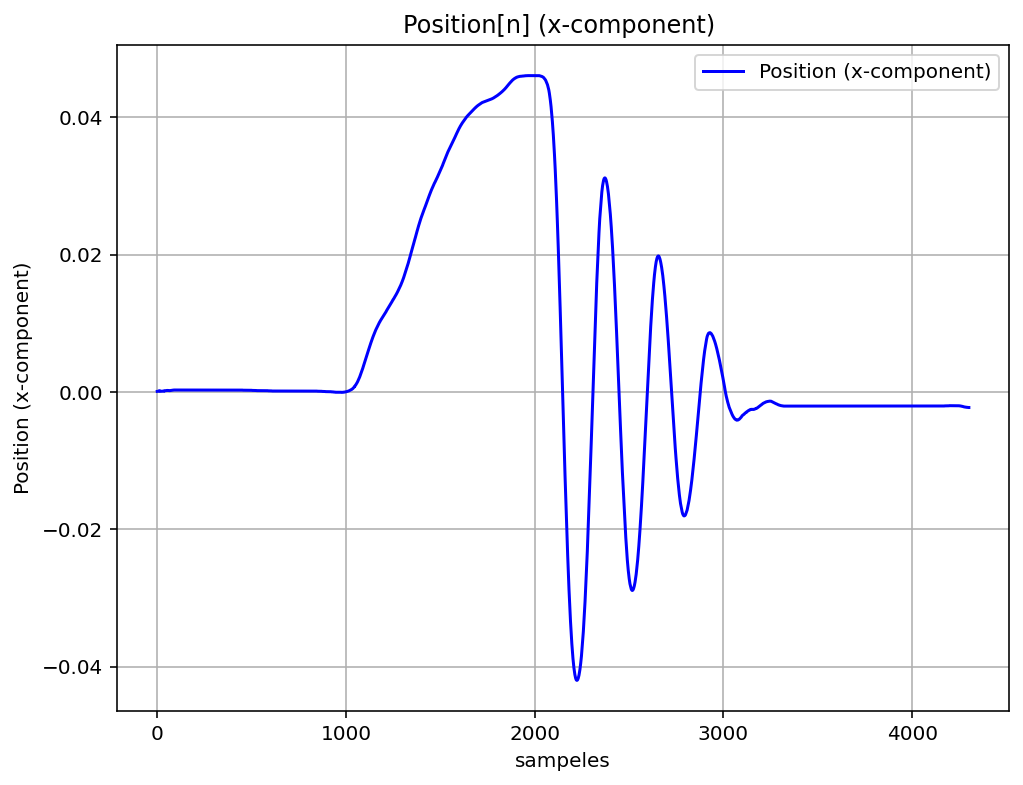 Position[n] (x-component)
Position (x-component)
0.04
0.02
0.00
−0.02
−0.04
Position (x-component)
0
1000
2000
3000
4000
sampeles